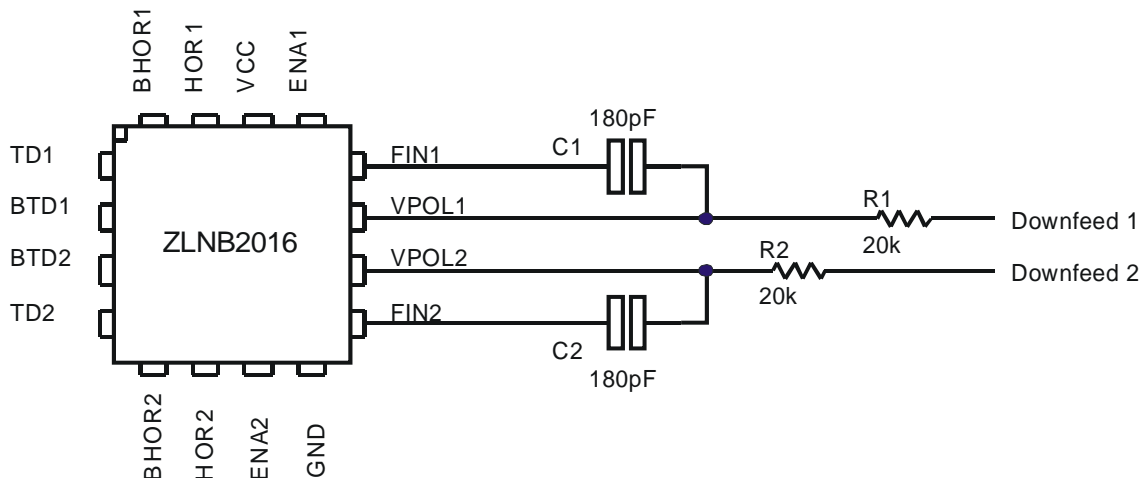 BHOR1
HOR1
VCC
ENA1
180pF
C1
TD1
FIN1
BTD1
VPOL1
R1
20k
Downfeed 1
ZLNB2016
BTD2
VPOL2
R2
20k
Downfeed 2
TD2
FIN2
C2
180pF
BHOR2
HOR2
ENA2
GND